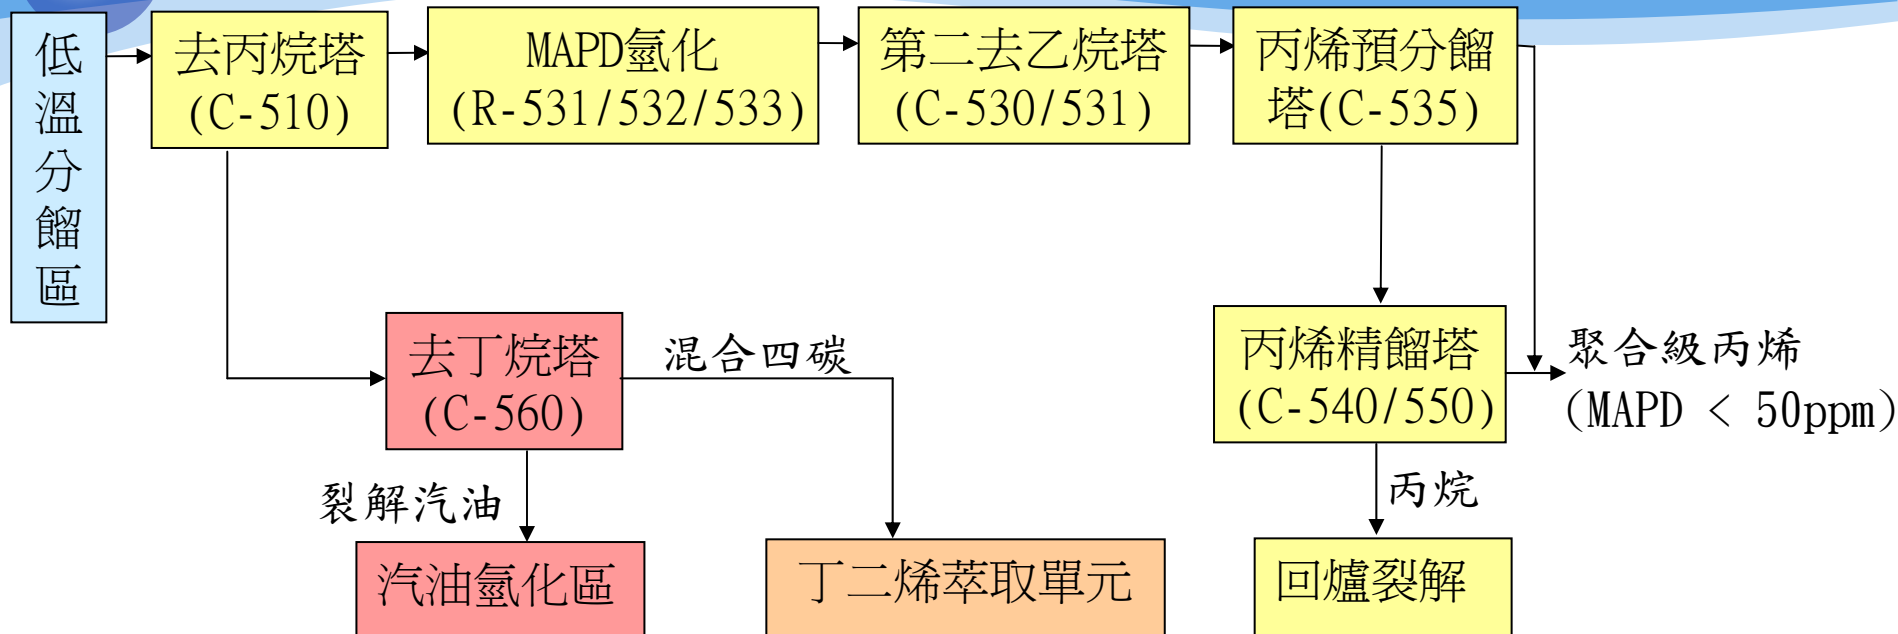 低
溫
分
餾
區
去丙烷塔
(C-510)
MAPD氫化
(R-531/532/533)
第二去乙烷塔
(C-530/531)
丙烯預分餾
塔(C-535)
去丁烷塔
(C-560)
混合四碳
丙烯精餾塔
(C-540/550)
聚合級丙烯
(MAPD < 50ppm)
裂解汽油
丙烷
汽油氫化區
丁二烯萃取單元
回爐裂解